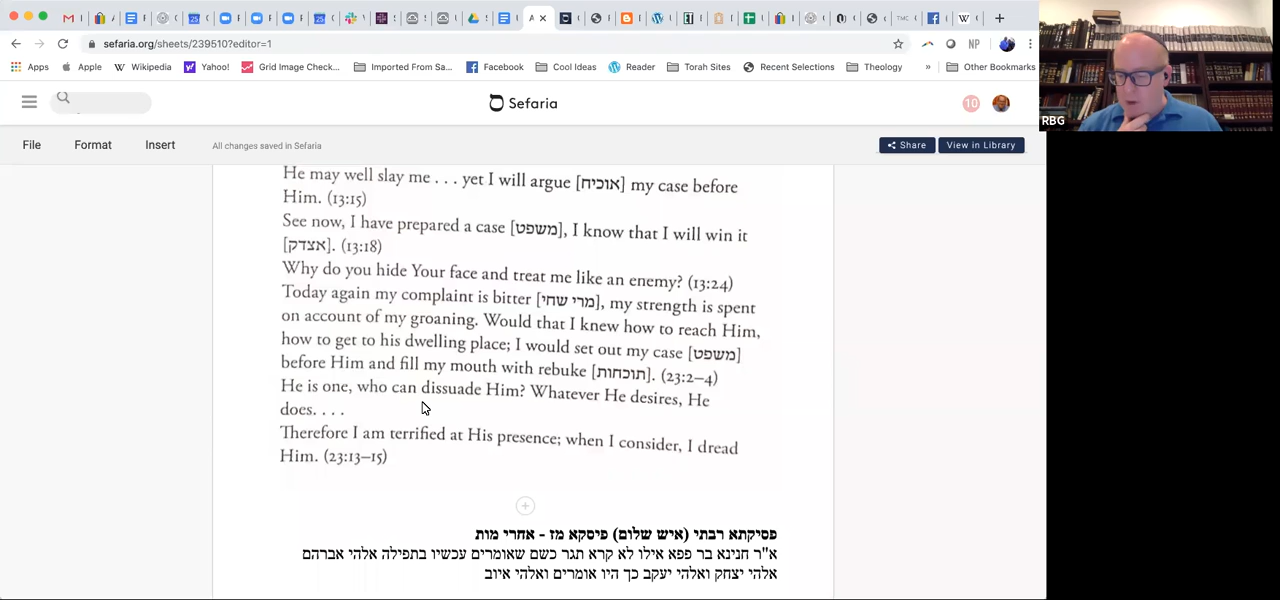 M
sefaria.org/sheets/239510?editor=1
NP
Apps
Apple
Wikipedia
Yahoo!
Grid Image Check...
Imported From Sa...
Facebook
Cool Ideas
Reader
Torah Sites
Recent Selections
Theology
»
Other Bookmarks
RBG
Sefaria
10
File
Format
Insert
All changes saved in Sefaria
Share
View in Library
He may well slay me . . . yet I will argue [אוכיח] my case before
Him. (13:15)
See now, I have prepared a case [משפט], I know that I will win it
[אצדק]. (13:18)
Why do you hide Your face and treat me like an enemy? (13:24)
Today again my complaint is bitter [מרי שחי], my strength is spent
on account of my groaning. Would that I knew how to reach Him,
how to get to his dwelling place; I would set out my case [משפט]
before Him and fill my mouth with rebuke [תוכחות]. (23:2–4)
He is one, who can dissuade Him? Whatever He desires, He
does. . . .
Therefore I am terrified at His presence; when I consider, I dread
Him. (23:13–15)
פסיקתא רבתי (איש שלום) פיסקא מז - אחרי מות
א"ר חנינא בר פפא אילו לא קרא תגר כשם שאומרים עכשיו בתפילה אלהי אברהם
אלהי יצחק ואלהי יעקב כך היו אומרים ואלהי איוב